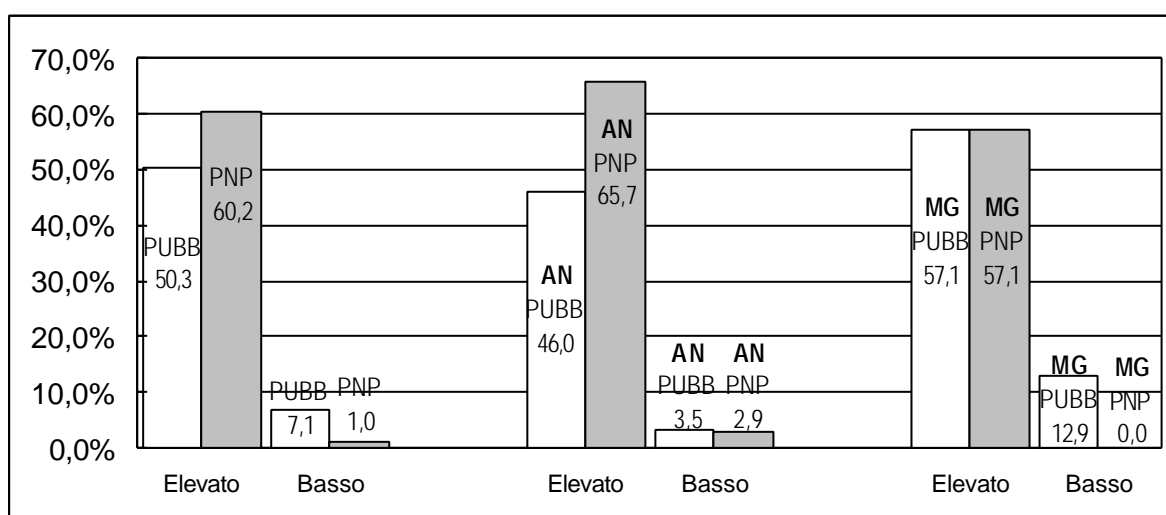 70,0%
60,0%
50,0%
40,0%
30,0%
20,0%
10,0%
0,0%
PUBB
50,3
PNP
60,2
PUBB
7,1
PNP
1,0
AN
PUBB
46,0
AN
PNP
65,7
AN
PUBB
3,5
AN
PNP
2,9
MG
PUBB
57,1
MG
PNP
57,1
MG
PUBB
12,9
MG
PNP
0,0
Elevato Basso Elevato Basso Elevato Basso